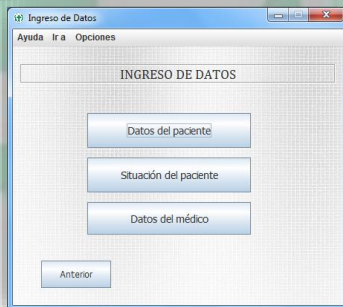 Ingreso de Datos
Ayuda Ir a Opciones
INGRESO DE DATOS
Datos del paciente
Situación del paciente
Datos del médico
Anterior